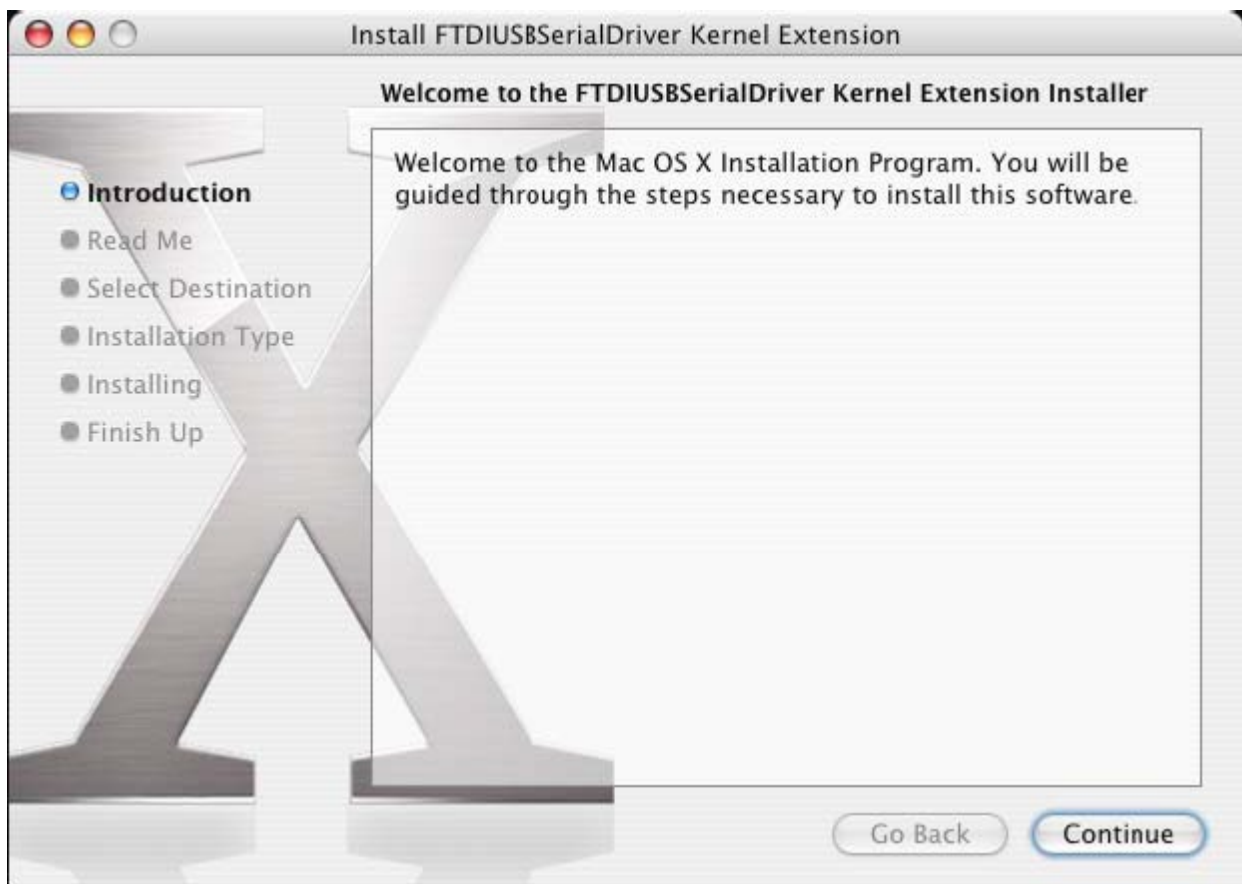 Install FTDIUSBSerialDriver Kernel Extension
Welcome to the FTDIUSBSerialDriver Kernel Extension Installer
Introduction
Read Me
Select Destination
Installation Type
Installing
Finish Up
Welcome to the Mac OS X Installation Program. You will be
guided through the steps necessary to install this software.
Go Back
Continue